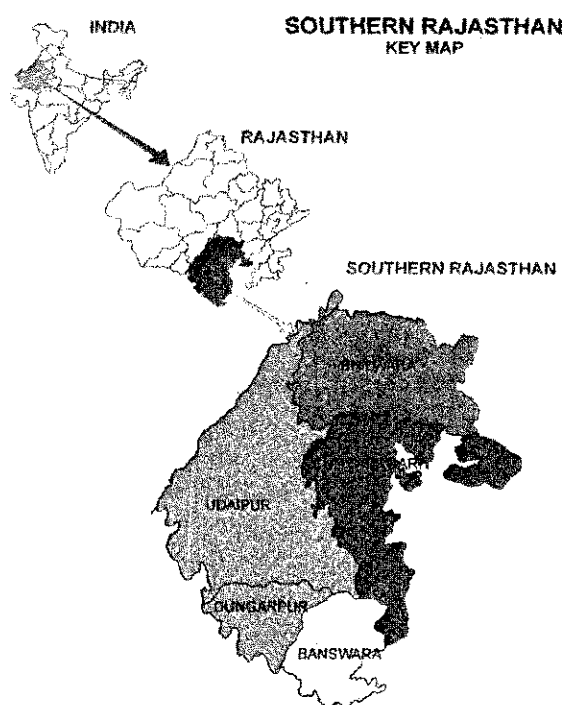 INDIA
SOUTHERN RAJASTHAN
KEY MAP
RAJASTHAN
SOUTHERN RAJASTHAN
UDAIPUR
DUNGARPUR
BANSWARA